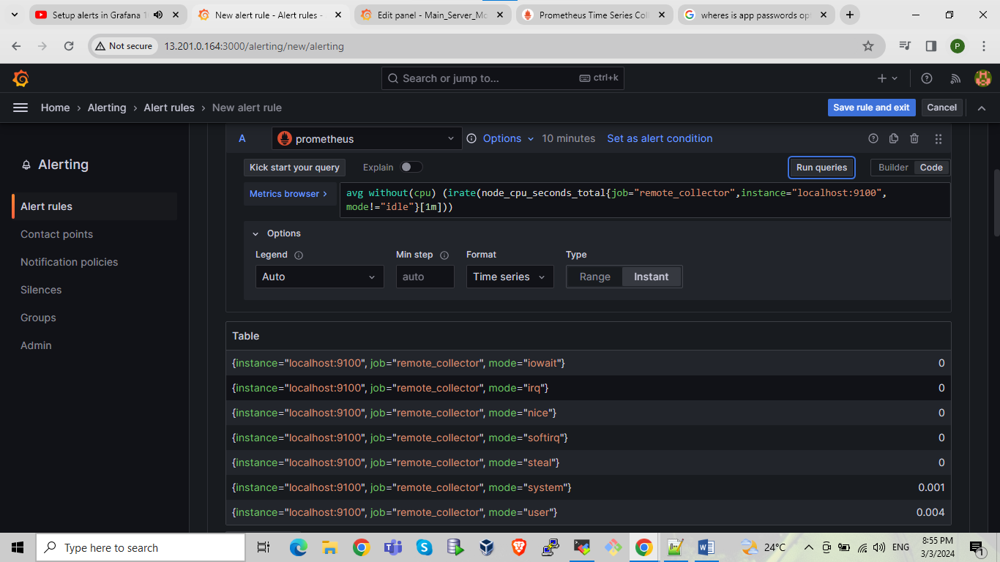 Setup alerts in Grafana 1
New alert rule - Alert rules -
Edit panel - Main_Server_Mo
Prometheus Time Series Coll
wheres is app passwords opt
Not secure
13.201.0.164:3000/alerting/new/alerting
P
Search or jump to...
ctrl+k
Home › Alerting › Alert rules › New alert rule
Save rule and exit
Cancel
Alerting
Alert rules
Contact points
Notification policies
Silences
Groups
Admin
A
prometheus
Options
10 minutes
Set as alert condition
Kick start your query
Explain
Run queries
Builder
Code
Metrics browser >
avg without(cpu) (irate(node_cpu_seconds_total{job="remote_collector",instance="localhost:9100",
mode!="idle"}[1m]))
Options
Legend
Min step
Format
Type
Auto
auto
Time series
Range
Instant
Table
{instance="localhost:9100", job="remote_collector", mode="iowait"} 0
{instance="localhost:9100", job="remote_collector", mode="irq"} 0
{instance="localhost:9100", job="remote_collector", mode="nice"} 0
{instance="localhost:9100", job="remote_collector", mode="softirq"} 0
{instance="localhost:9100", job="remote_collector", mode="steal"} 0
{instance="localhost:9100", job="remote_collector", mode="system"} 0.001
{instance="localhost:9100", job="remote_collector", mode="user"} 0.004
Type here to search
24°C
ENG
8:55 PM
3/3/2024
1